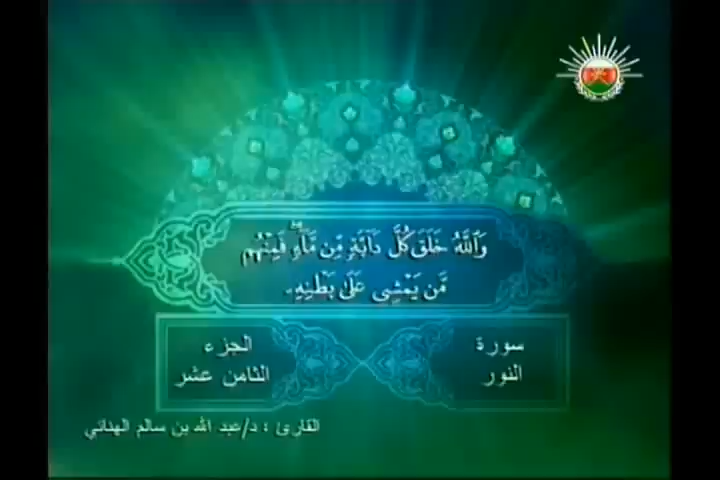 وَٱللَّهُ خَلَقَ كُلَّ دَآبَّةٍ مِّن مَّآءٍ ۖ فَمِنْهُم
مَّن يَمْشِى عَلَىٰ بَطْنِهِۦ
سورة
النور
الجزء
الثامن عشر
القارئ : د/عبد الله بن سالم الهنائي